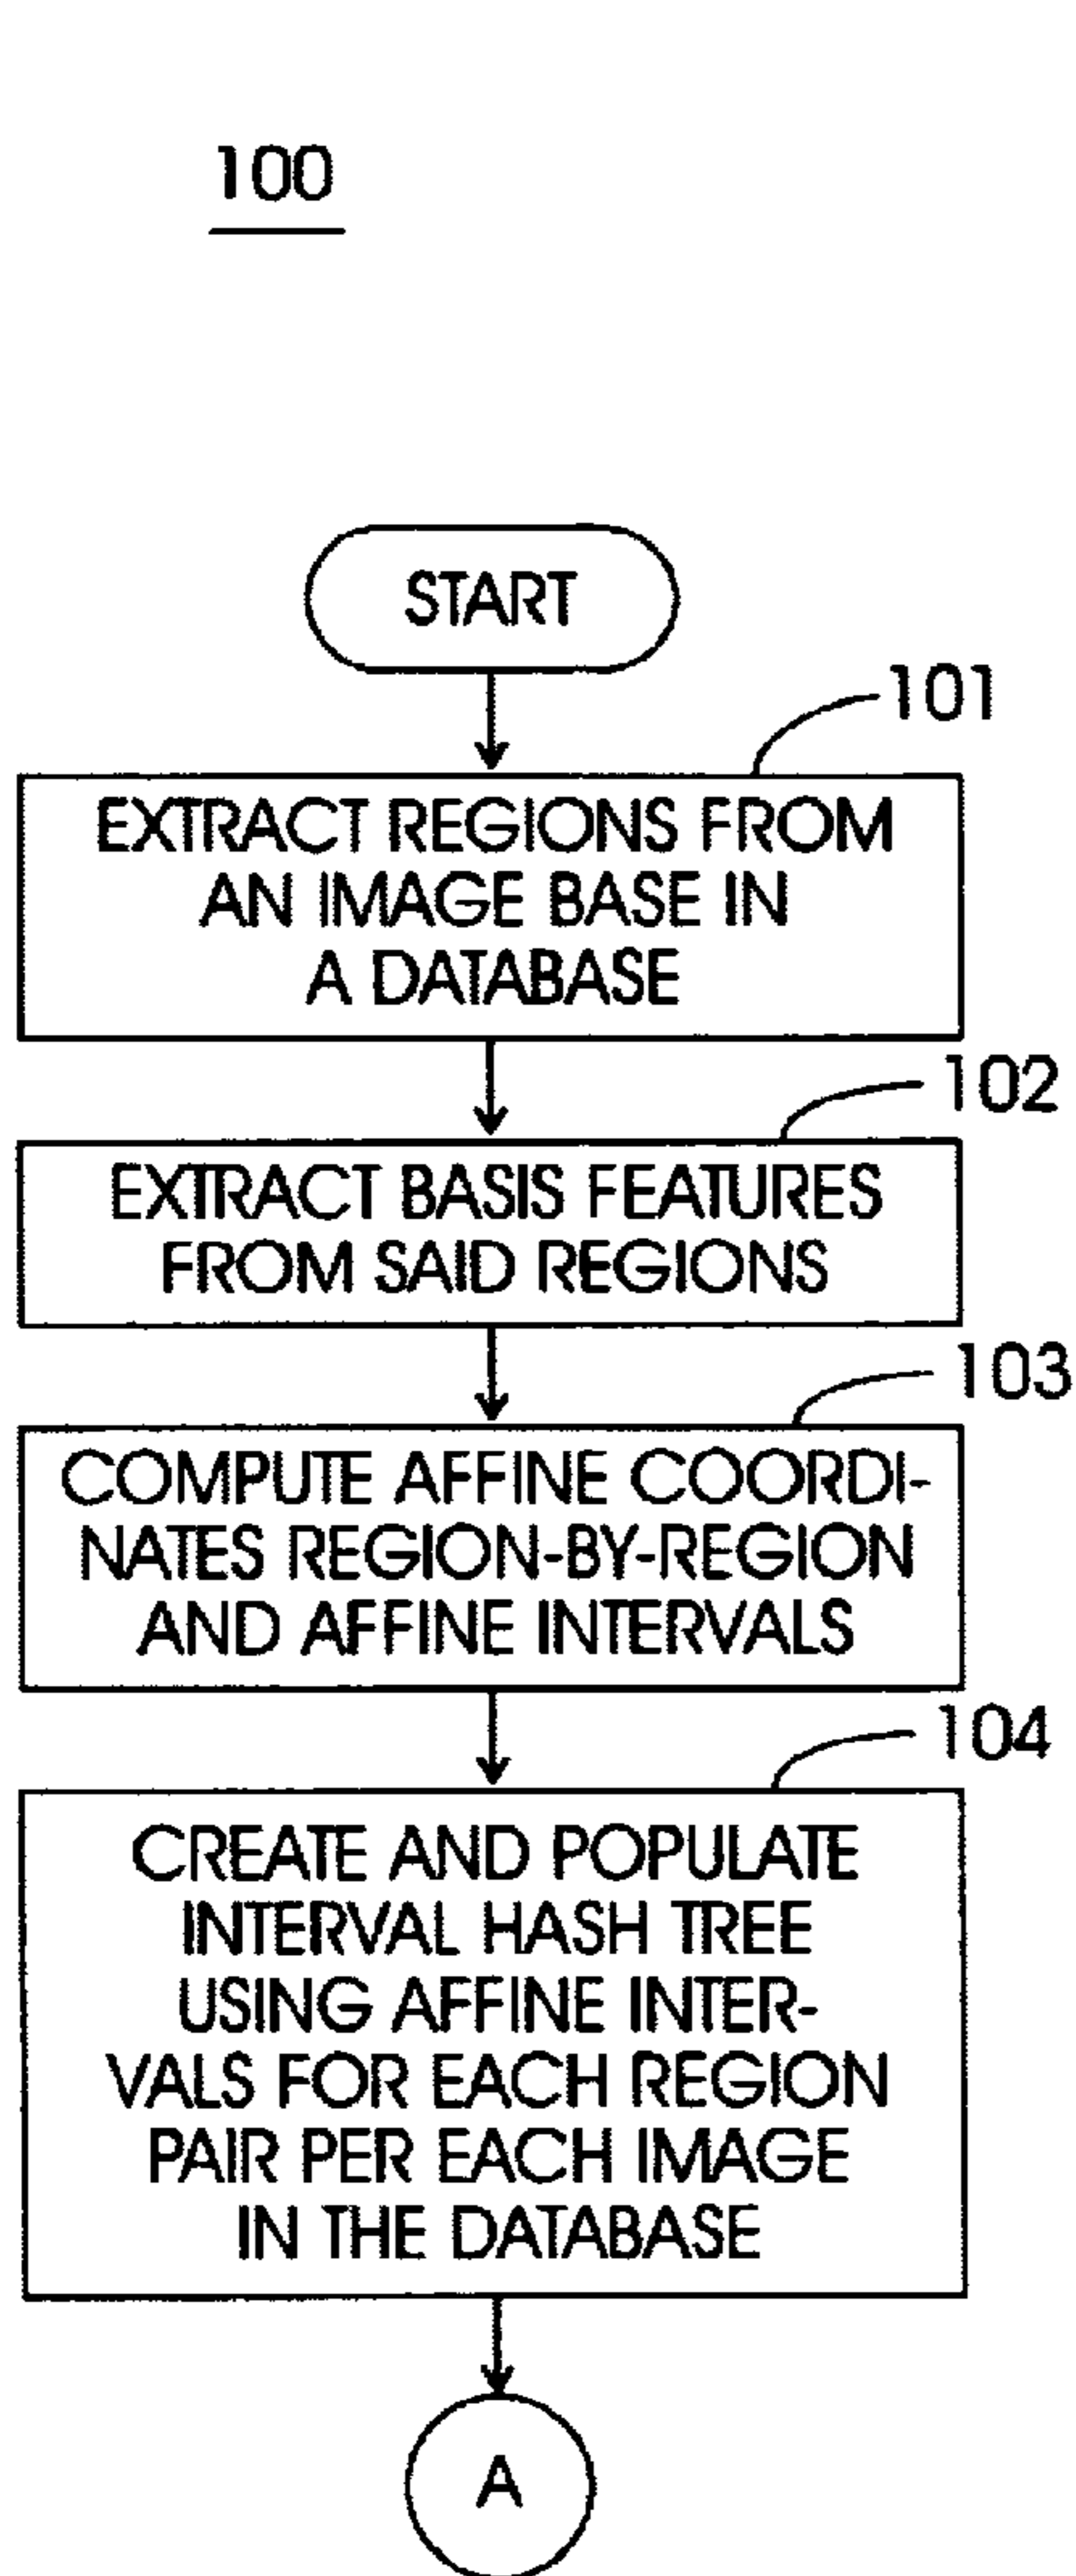 100
START
101
EXTRACT REGIONS FROM
AN IMAGE BASE IN
A DATABASE
102
EXTRACT BASIS FEATURES
FROM SAID REGIONS
103
COMPUTE AFFINE COORDI-
NATES REGION-BY-REGION
AND AFFINE INTERVALS
104
CREATE AND POPULATE
INTERVAL HASH TREE
USING AFFINE INTER-
VALS FOR EACH REGION
PAIR PER EACH IMAGE
IN THE DATABASE
A